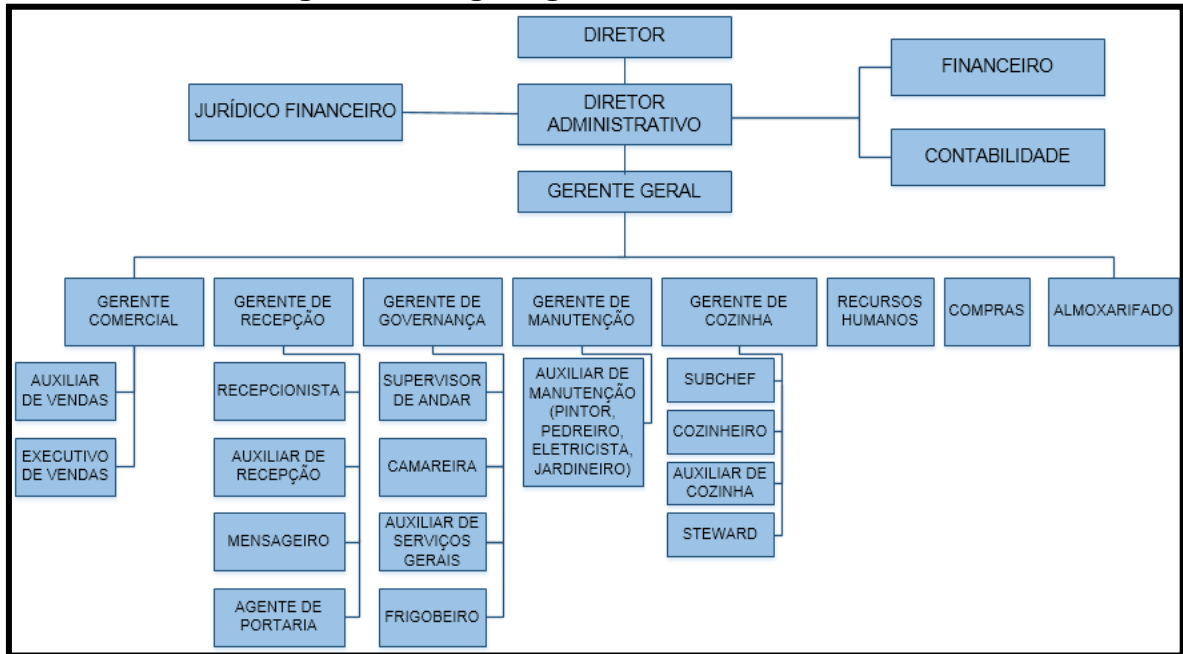 DIRETOR
FINANCEIRO
JURÍDICO FINANCEIRO
DIRETOR
ADMINISTRATIVO
CONTABILIDADE
GERENTE GERAL
GERENTE
COMERCIAL
GERENTE DE
RECEPÇÃO
GERENTE DE
GOVERNANÇA
GERENTE DE
MANUTENÇÃO
GERENTE DE
COZINHA
RECURSOS
HUMANOS
COMPRAS
ALMOXARIFADO
AUXILIAR
DE VENDAS
EXECUTIVO
DE VENDAS
RECEPCIONISTA
AUXILIAR DE
RECEPÇÃO
MENSAGEIRO
AGENTE DE
PORTARIA
SUPERVISOR
DE ANDAR
CAMAREIRA
AUXILIAR DE
SERVIÇOS
GERAIS
FRIGOBEIRO
AUXILIAR DE
MANUTENÇÃO
(PINTOR,
PEDREIRO,
ELETRICISTA,
JARDINEIRO)
SUBCHEF
COZINHEIRO
AUXILIAR DE
COZINHA
STEWARD